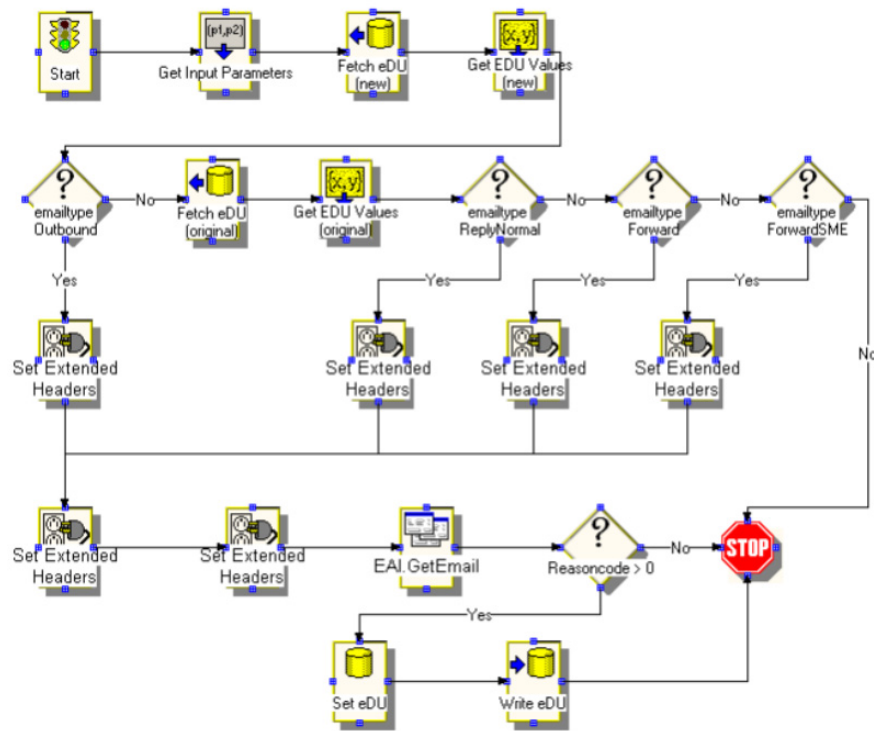 (p1,p2)
{x,y}
Start
Get Input Parameters
Fetch eDU
(new)
Get EDU Values
(new)
?
emailtype
Outbound
No
Fetch eDU
(original)
{x,y}
Get EDU Values
(original)
?
emailtype
ReplyNormal
No
?
emailtype
Forward
No
?
emailtype
ForwardSME
Yes
Yes
Yes
Yes
No
Set Extended
Headers
Set Extended
Headers
Set Extended
Headers
Set Extended
Headers
Set Extended
Headers
Set Extended
Headers
EAI.GetEmail
?
Reasoncode > 0
No
STOP
Yes
Set eDU
Write eDU